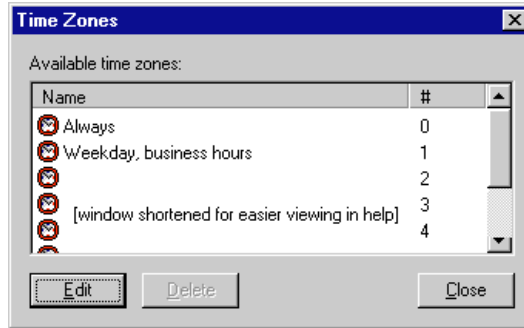 Time Zones
Available time zones:
Name #
Always 0
Weekday, business hours 1
2
3
[window shortened for easier viewing in help]
4
Edit Delete Close